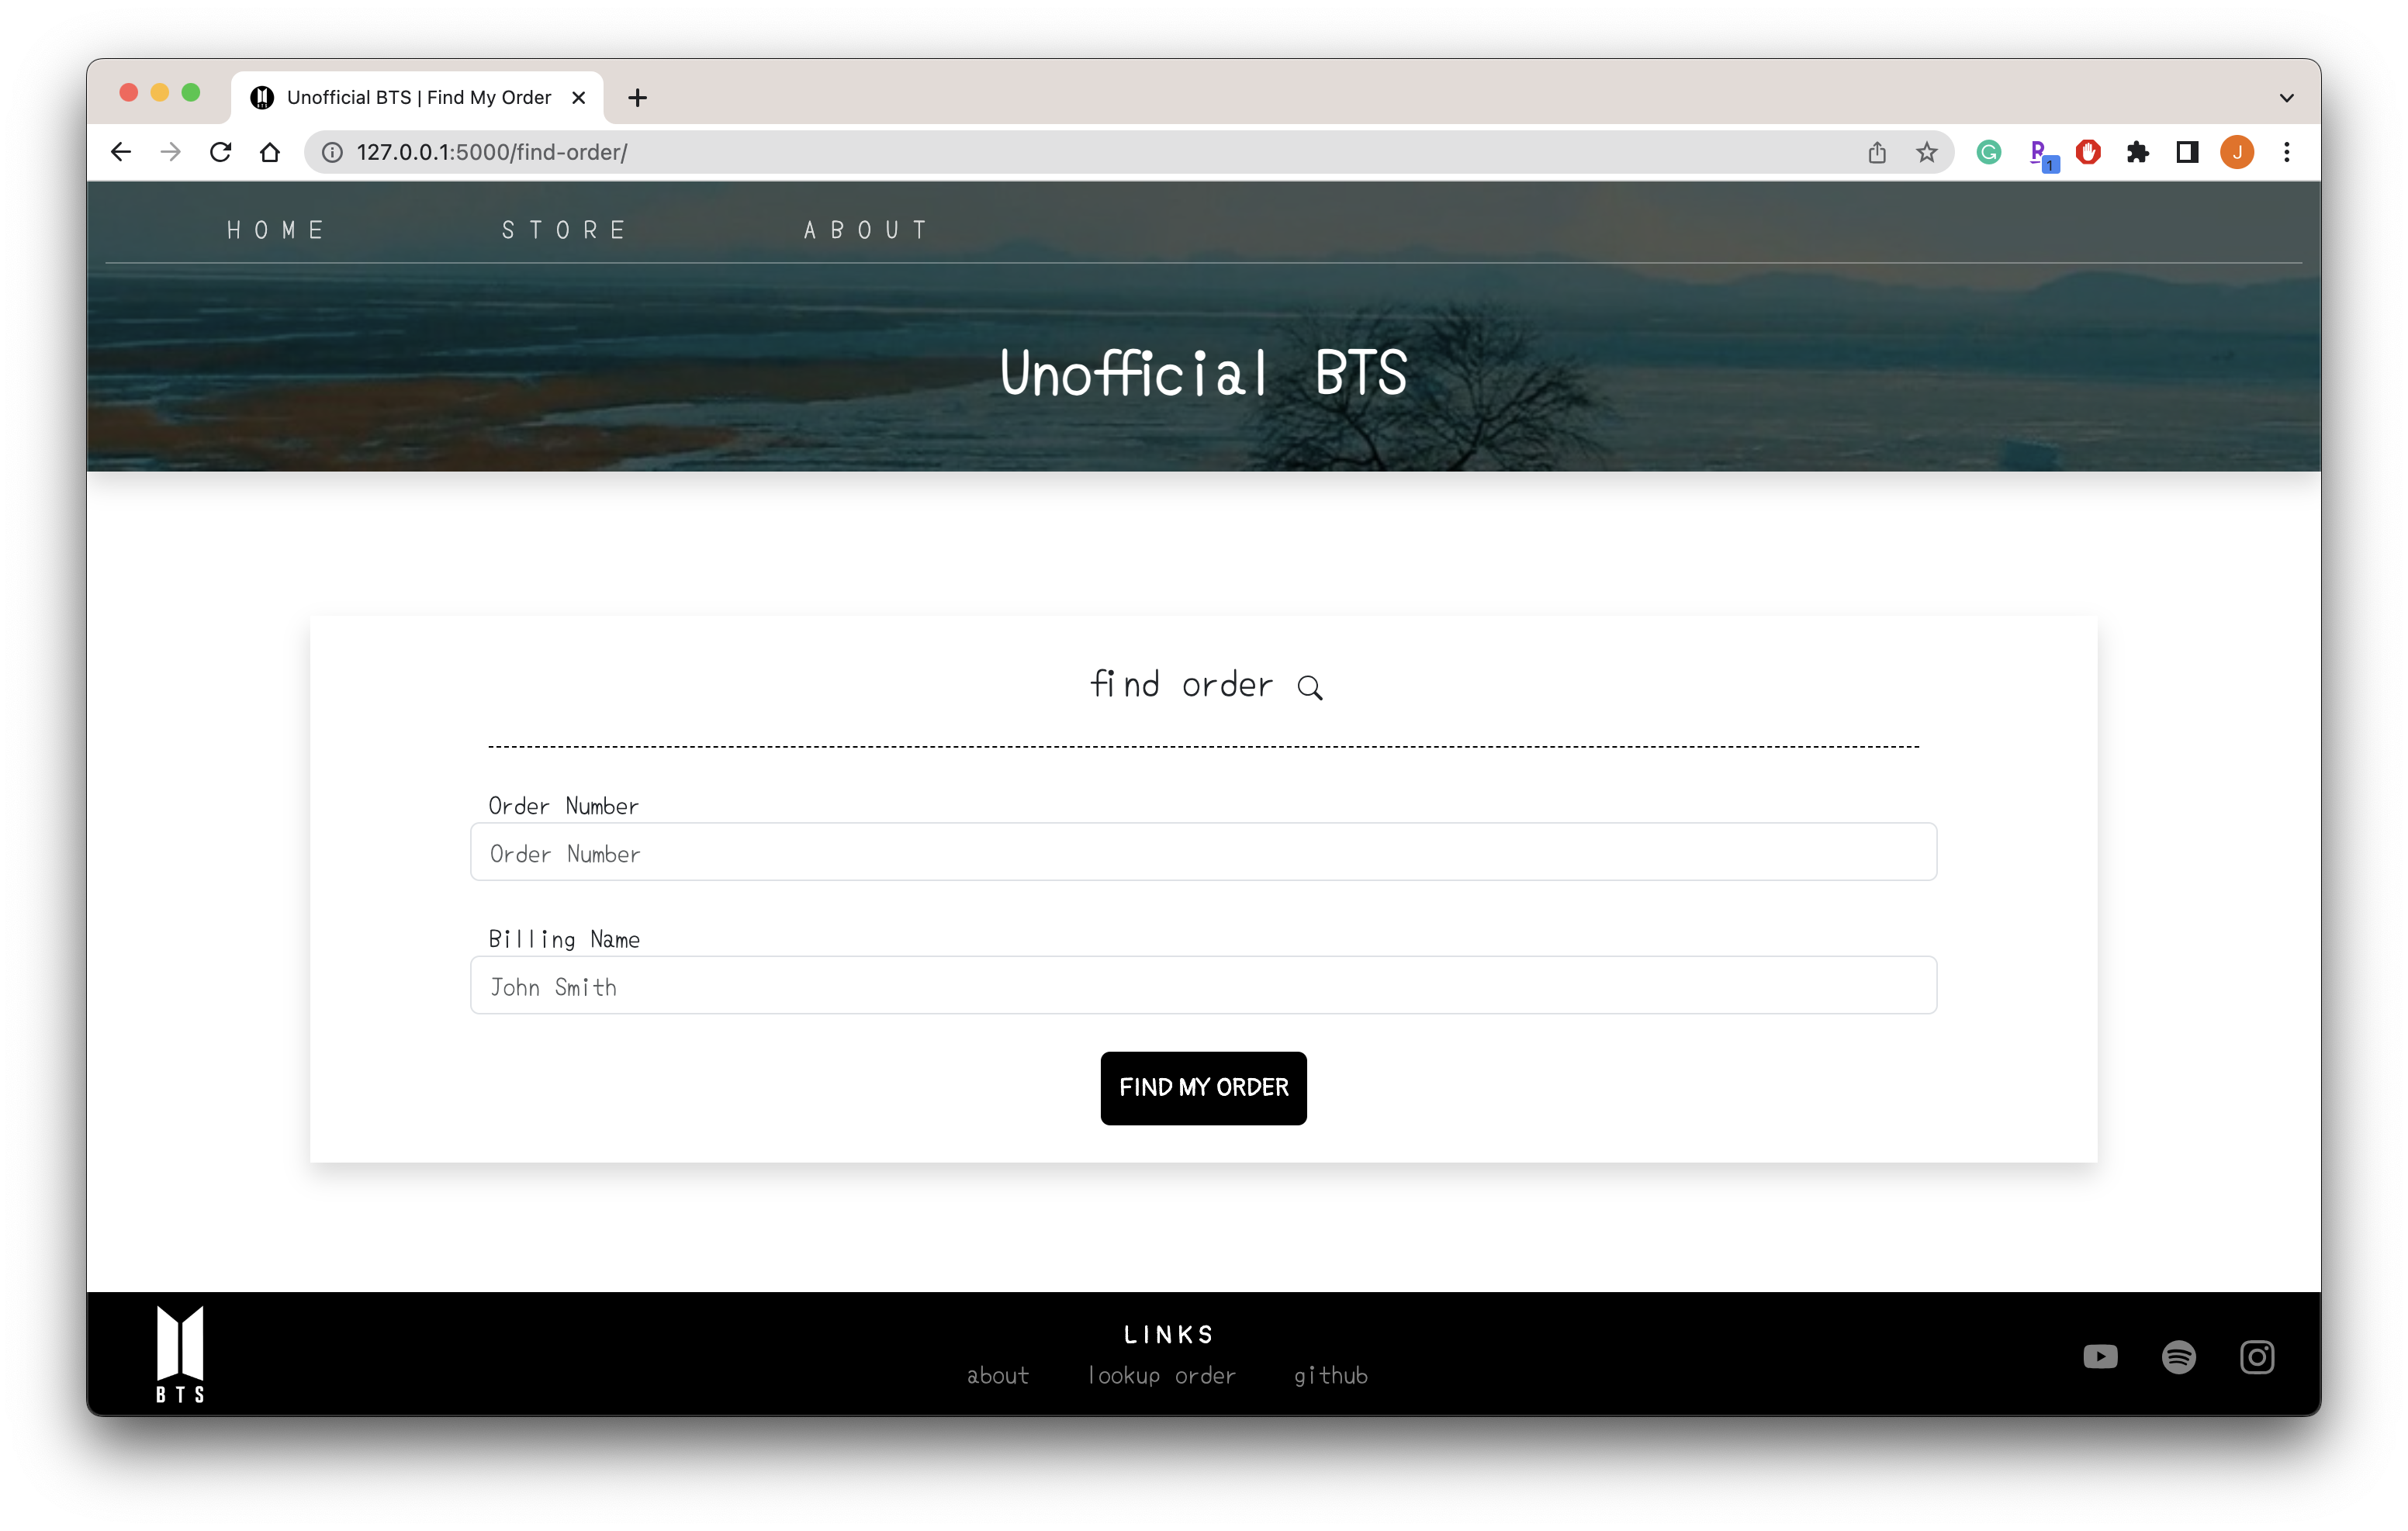 Unofficial BTS | Find My Order
127.0.0.1:5000/find-order/
1
J
HOME STORE ABOUT
Unofficial BTS
find order
Order Number
Order Number
Billing Name
John Smith
FIND MY ORDER
BTS
LINKS
about lookup order github